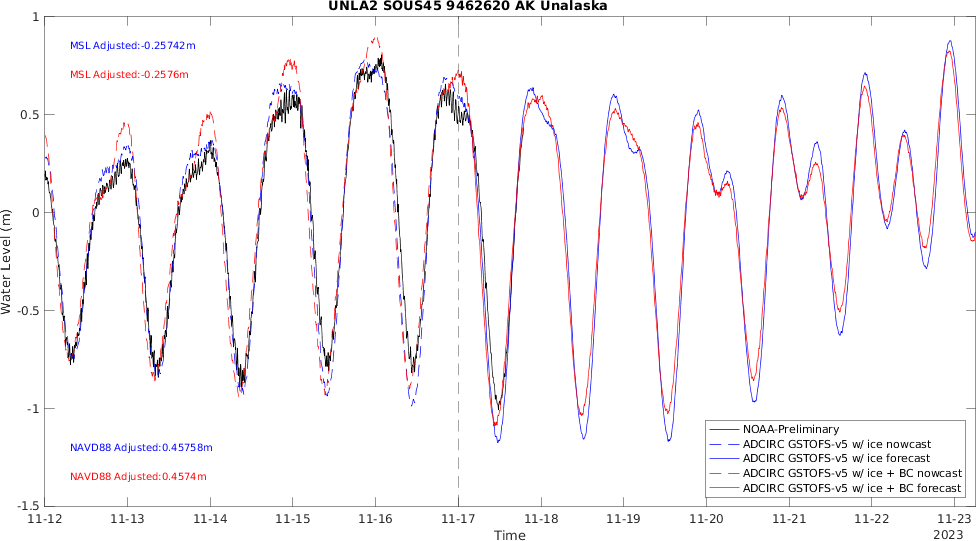 UNLA2 SOUS45 9462620 AK Unalaska
MSL Adjusted:-0.25742m
MSL Adjusted:-0.2576m
NAVD88 Adjusted:0.45758m
NAVD88 Adjusted:0.4574m
Water Level (m)
1
0.5
0
-0.5
-1
-1.5
NOAA-Preliminary
ADCIRC GSTOFS-v5 w/ ice nowcast
ADCIRC GSTOFS-v5 w/ ice forecast
ADCIRC GSTOFS-v5 w/ ice + BC nowcast
ADCIRC GSTOFS-v5 w/ ice + BC forecast
11-12 11-13 11-14 11-15 11-16 11-17 11-18 11-19 11-20 11-21 11-22 11-23
Time
2023